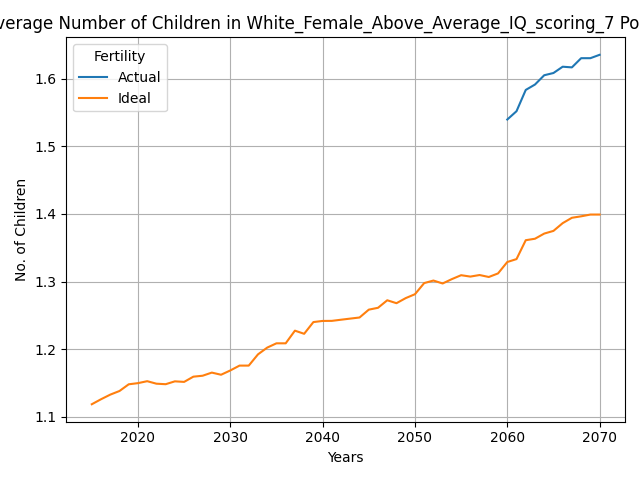 verage Number of Children in White_Female_Above_Average_IQ_scoring_7 Po
Fertility
Actual
Ideal
No. of Children
1.6
1.5
1.4
1.3
1.2
1.1
2020 2030 2040 2050 2060 2070
Years